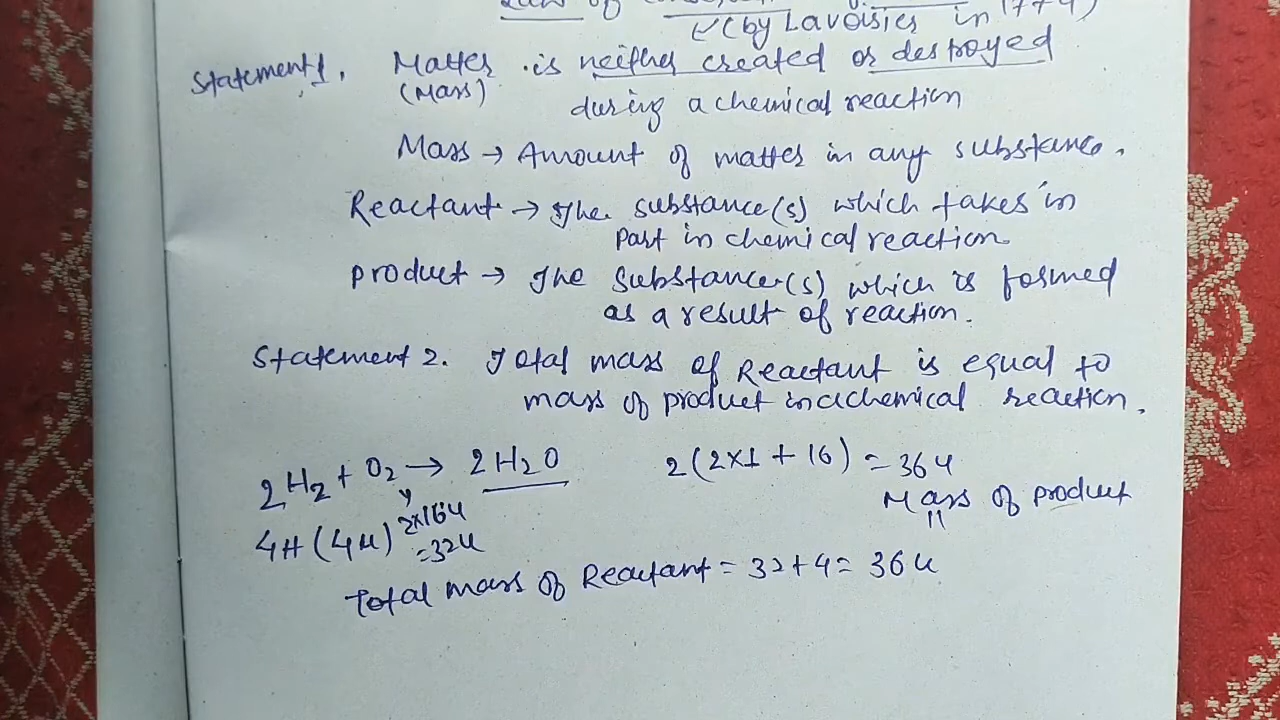 Law of
(by Lavoisier in 1774)
Statement 1. Matter is neither created or destroyed
(Mass) during a chemical reaction
Mass → Amount of matter in any substance.
Reactant → The substance(s) which takes in
part in chemical reaction
product → The substance(s) which is formed
as a result of reaction.
Statement 2. Total mass of Reactant is equal to
mass of product in a chemical reaction.
2H2 + O2 → 2H2O 2(2x1 + 16) = 36u
4H (4u) 2x16u Mass of product
=32u =
Total mass of Reactant = 32+4 = 36u